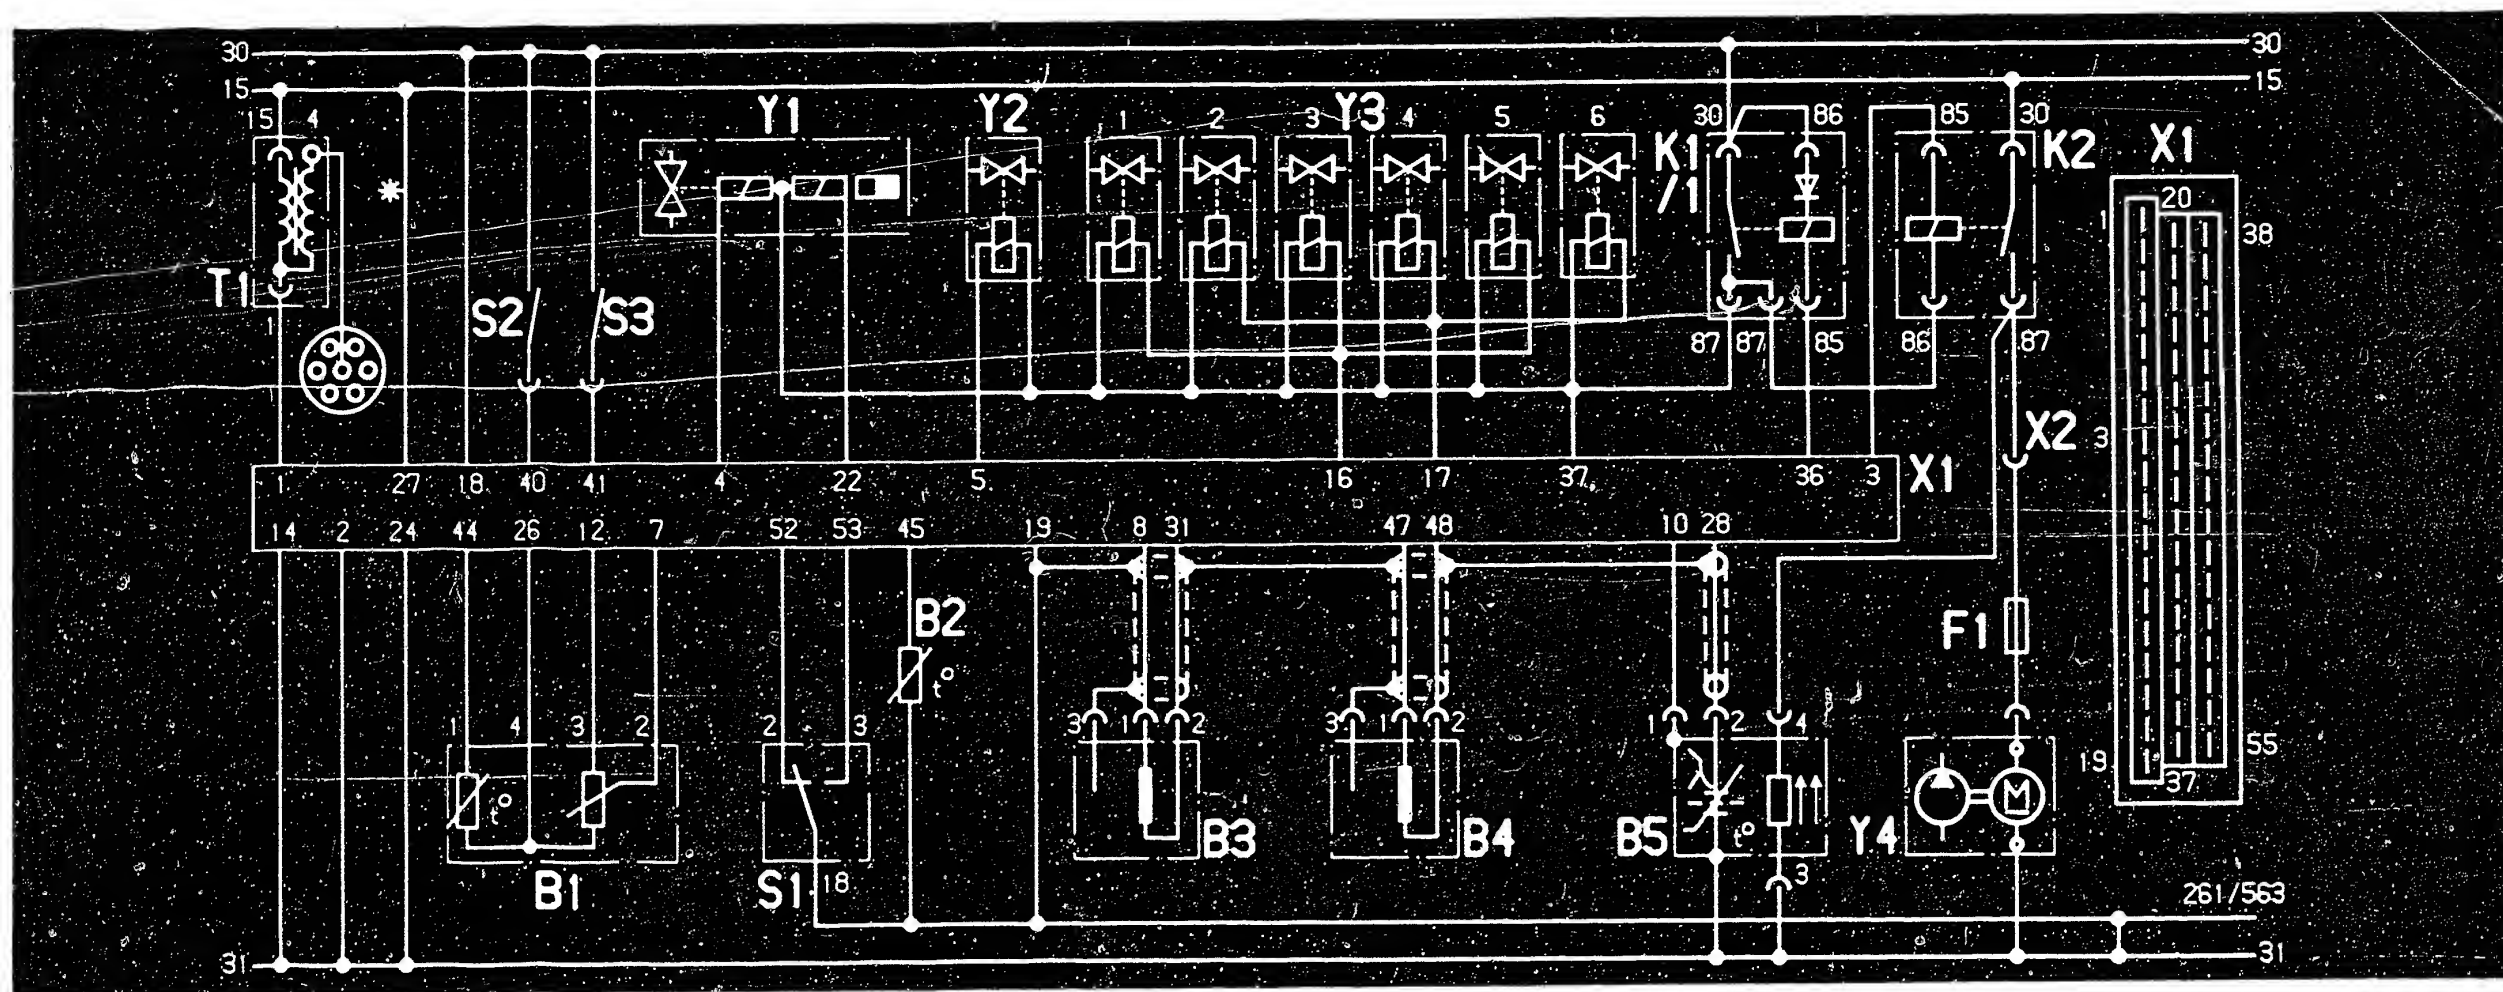 30 30
15 15
15 4 Y1 Y2 1 2 3 Y3 4 5 6 30 86 85 30
K1 /1 K2 X1
20
1 38
T1
1
S2 S3
87 87 85 86 87
X2 3
1 27 18 40 41 4 22 5 16 17 37 36 3 X1
14 2 24 44 26 12 7 52 53 45 19 8 31 47 48 10 28
B2 t° F1
1 4 3 2 2 3 3 1 2 3 1 2 1 2 4
55
19 37
t° λ t° M
B3 B4 B5 Y4
B1 S1 18 3
261/563
31 31